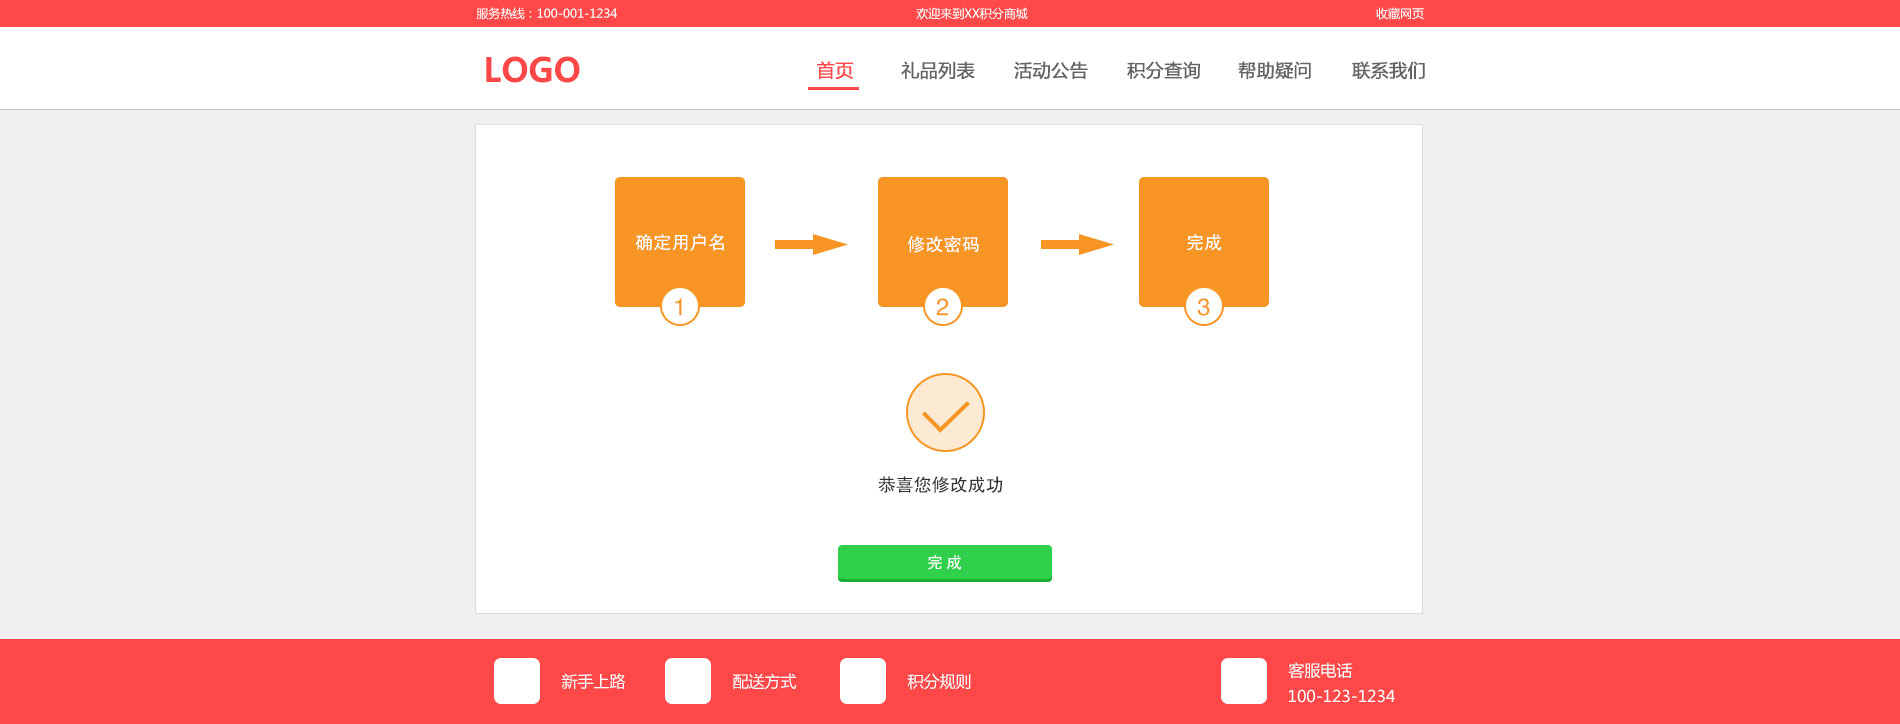 服务热线：100-001-1234
欢迎来到XX积分商城
收藏网页
LOGO
首页
礼品列表
活动公告
积分查询
帮助疑问
联系我们
确定用户名
修改密码
完成
1
2
3
恭喜您修改成功
完 成
新手上路
配送方式
积分规则
客服电话
100-123-1234